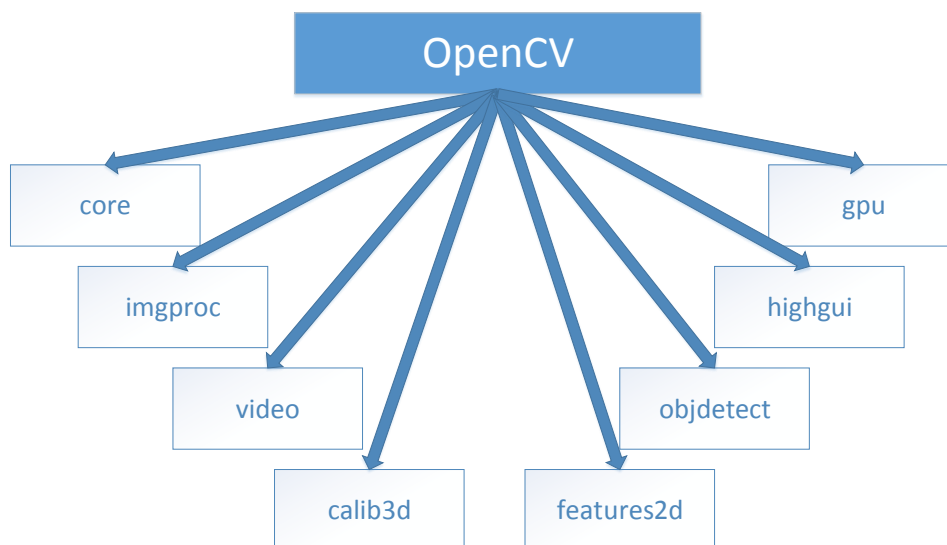 OpenCV
core
gpu
imgproc
highgui
video
objdetect
calib3d
features2d